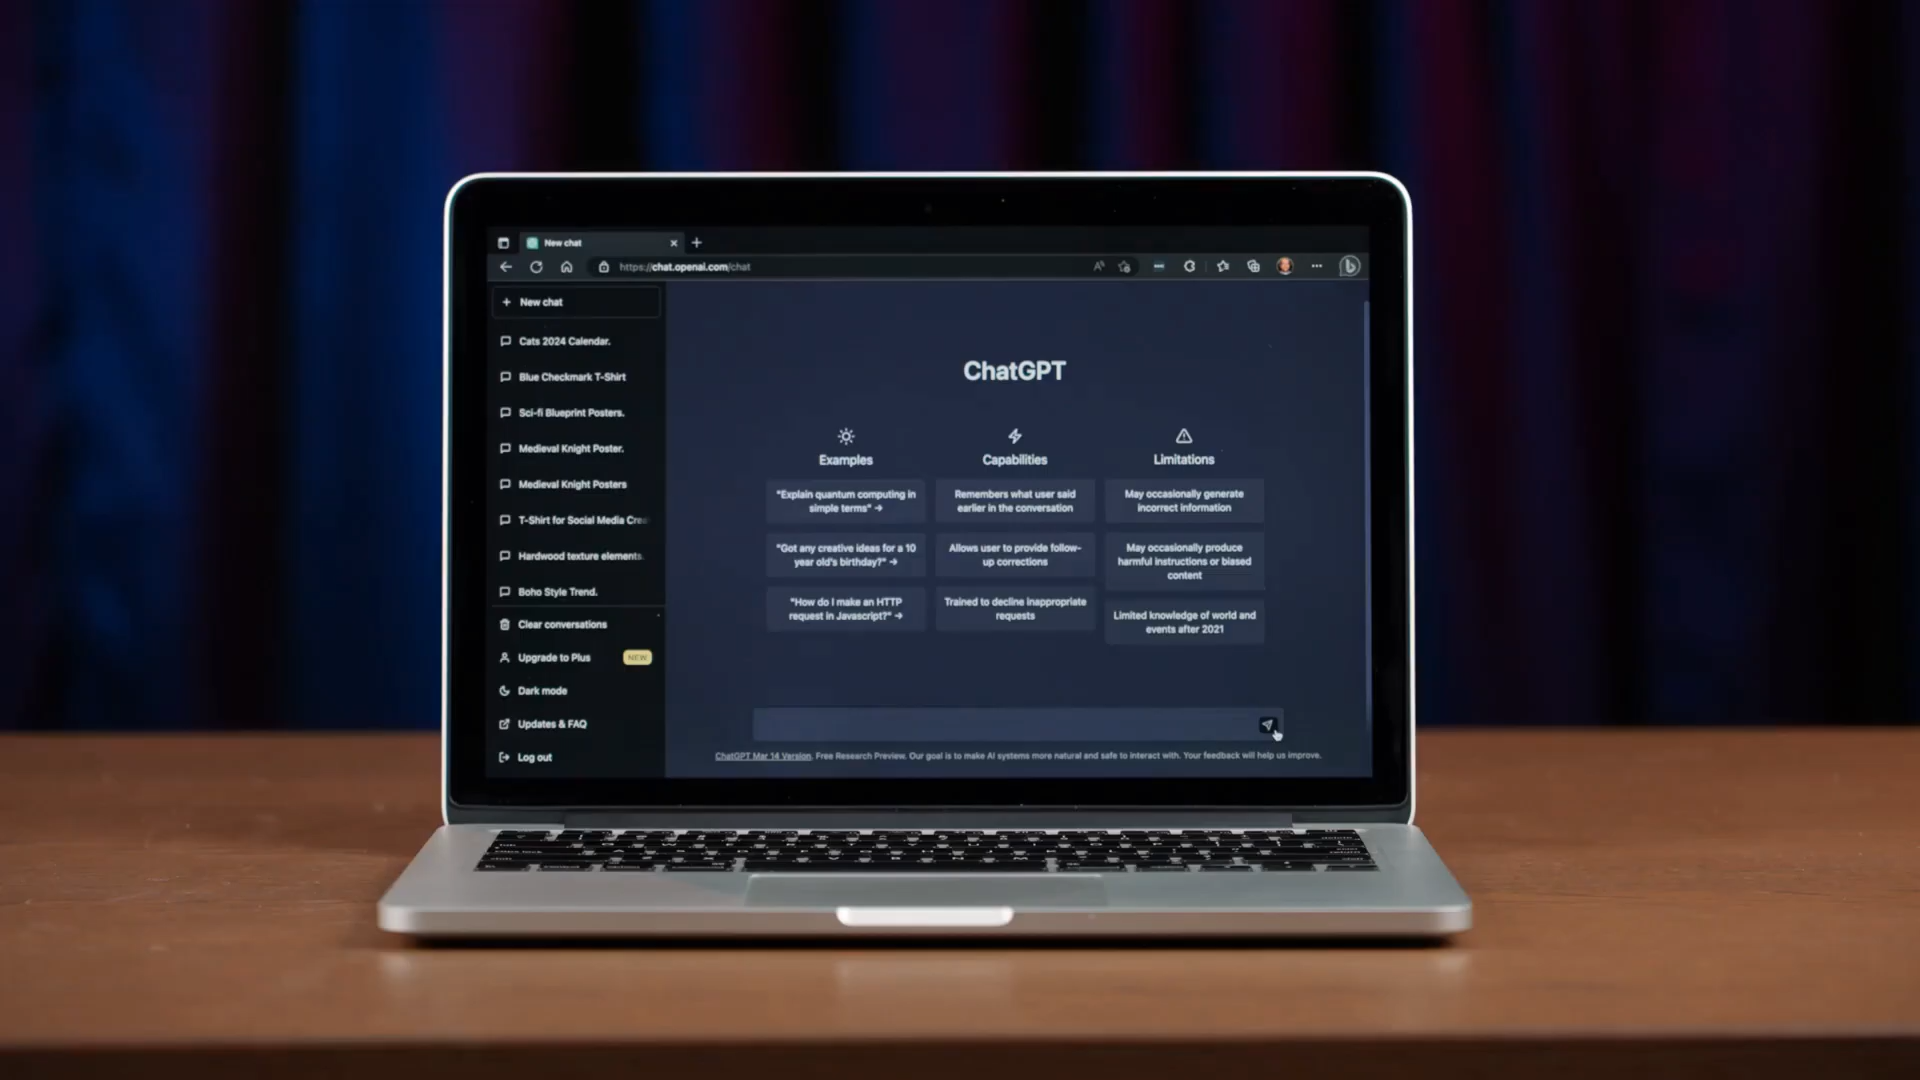 New chat
https://chat.openai.com/chat
New chat
Cats 2024 Calendar.
Blue Checkmark T-Shirt
Sci-fi Blueprint Posters.
Medieval Knight Poster.
Medieval Knight Posters
T-Shirt for Social Media Cre
Hardwood texture elements.
Boho Style Trend.
Clear conversations
Upgrade to Plus NEW
Dark mode
Updates & FAQ
Log out
ChatGPT
Examples
"Explain quantum computing in
simple terms" →
"Got any creative ideas for a 10
year old's birthday?" →
"How do I make an HTTP
request in Javascript?" →
Capabilities
Remembers what user said
earlier in the conversation
Allows user to provide follow-
up corrections
Trained to decline inappropriate
requests
Limitations
May occasionally generate
incorrect information
May occasionally produce
harmful instructions or biased
content
Limited knowledge of world and
events after 2021
ChatGPT Mar 14 Version. Free Research Preview. Our goal is to make AI systems more natural and safe to interact with. Your feedback will help us improve.